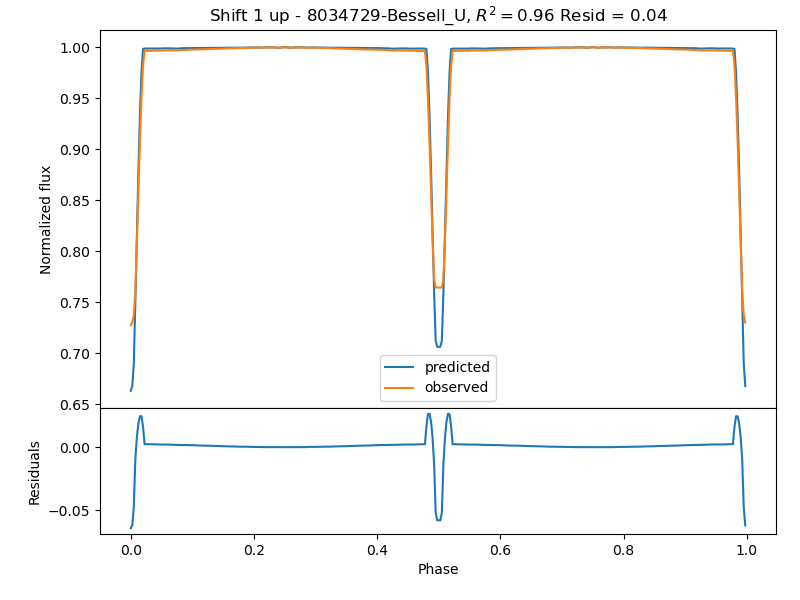 Shift 1 up - 8034729-Bessell_U, R² = 0.96 Resid = 0.04
1.00
0.95
0.90
0.85
0.80
0.75
0.70
0.65
Normalized flux
predicted
observed
0.00
−0.05
Residuals
0.0 0.2 0.4 0.6 0.8 1.0
Phase